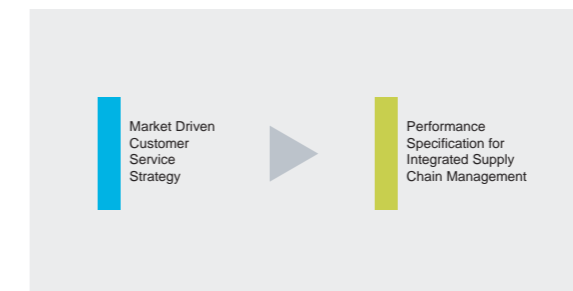 Market Driven
Customer
Service
Strategy
Performance
Specification for
Integrated Supply
Chain Management